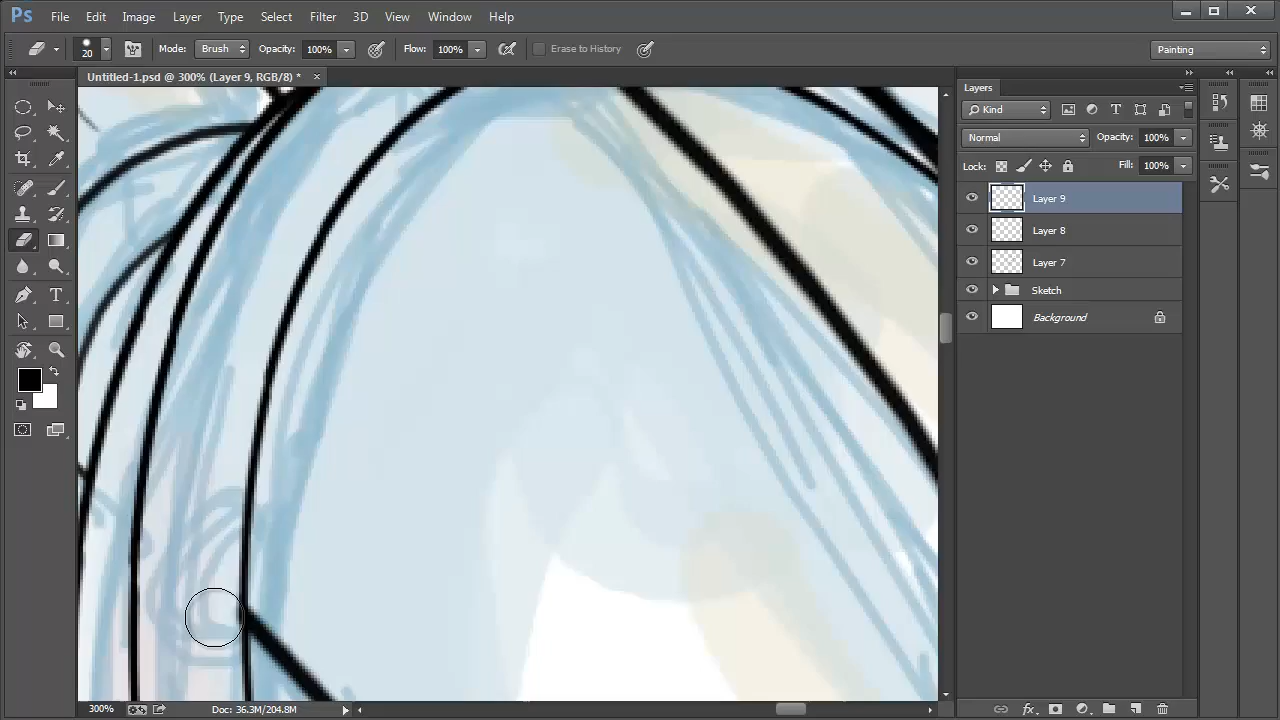 Ps File Edit Image Layer Type Select Filter 3D View Window Help
20 Mode: Brush Opacity: 100% Flow: 100% Erase to History Painting
Untitled-1.psd @ 300% (Layer 9, RGB/8) * ×
Layers
Kind
Normal Opacity: 100%
Lock: Fill: 100%
Layer 9
Layer 8
Layer 7
Sketch
Background
300% Doc: 36.3M/204.8M